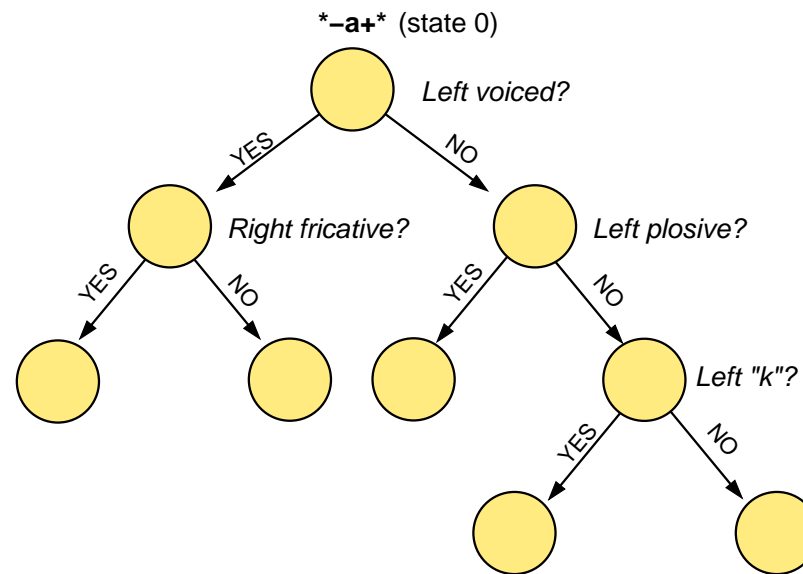 *–a+* (state 0)
Left voiced?
YES
NO
Right fricative?
Left plosive?
YES
NO
YES
NO
Left "k"?
YES
NO